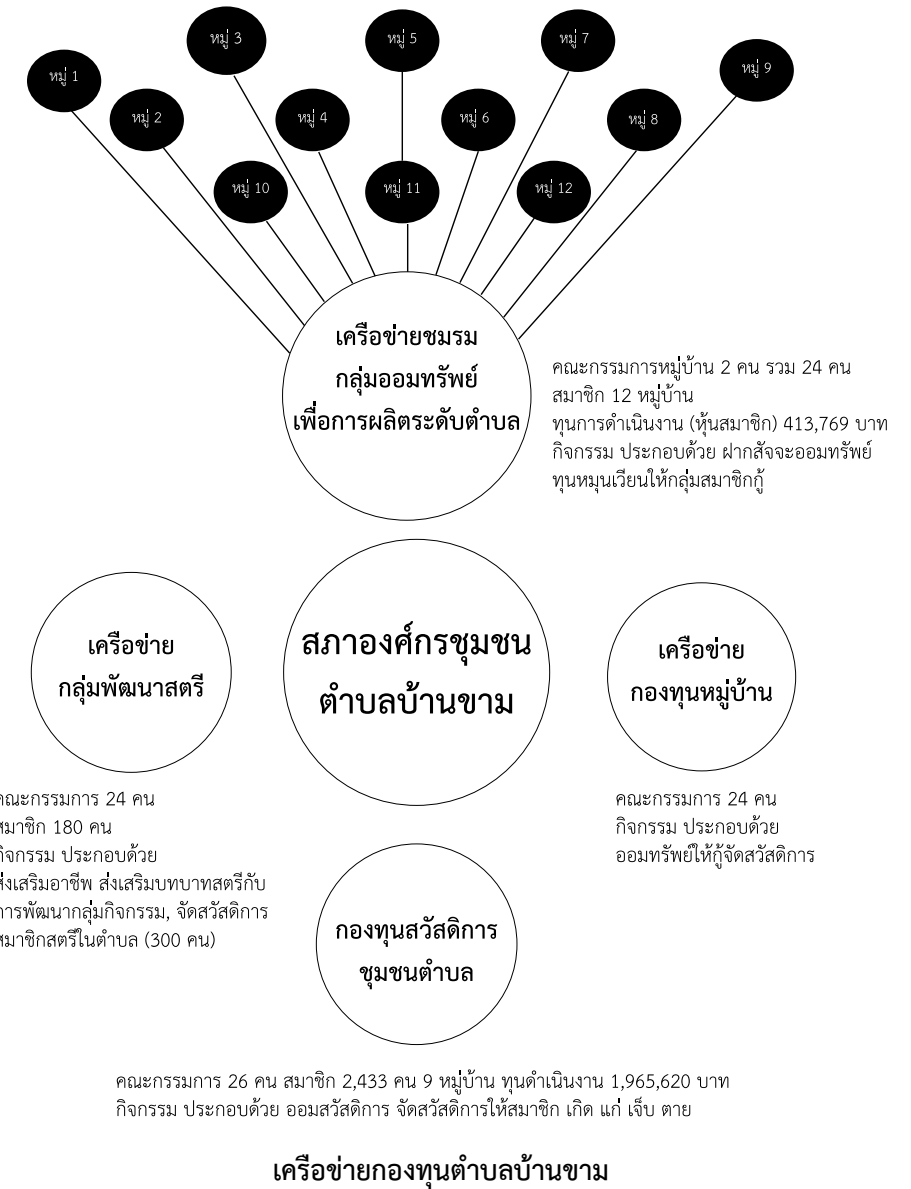 หมู่ 1
หมู่ 3
หมู่ 5
หมู่ 7
หมู่ 9
หมู่ 2
หมู่ 4
หมู่ 6
หมู่ 8
หมู่ 10
หมู่ 11
หมู่ 12
เครือข่ายชมรม
กลุ่มออมทรัพย์
เพื่อการผลิตระดับตำบล
คณะกรรมการหมู่บ้าน 2 คน รวม 24 คน
สมาชิก 12 หมู่บ้าน
ทุนการดำเนินงาน (หุ้นสมาชิก) 413,769 บาท
กิจกรรม ประกอบด้วย ฝากสัจจะออมทรัพย์
ทุนหมุนเวียนให้กลุ่มสมาชิกกู้
เครือข่าย
กลุ่มพัฒนาสตรี
สภาองค์กรชุมชน
ตำบลบ้านขาม
เครือข่าย
กองทุนหมู่บ้าน
คณะกรรมการ 24 คน
สมาชิก 180 คน
กิจกรรม ประกอบด้วย
ส่งเสริมอาชีพ ส่งเสริมบทบาทสตรีกับ
การพัฒนากลุ่มกิจกรรม, จัดสวัสดิการ
สมาชิกสตรีในตำบล (300 คน)
คณะกรรมการ 24 คน
กิจกรรม ประกอบด้วย
ออมทรัพย์ให้กู้จัดสวัสดิการ
กองทุนสวัสดิการ
ชุมชนตำบล
คณะกรรมการ 26 คน สมาชิก 2,433 คน 9 หมู่บ้าน ทุนดำเนินงาน 1,965,620 บาท
กิจกรรม ประกอบด้วย ออมสวัสดิการ จัดสวัสดิการให้สมาชิก เกิด แก่ เจ็บ ตาย
เครือข่ายกองทุนตำบลบ้านขาม